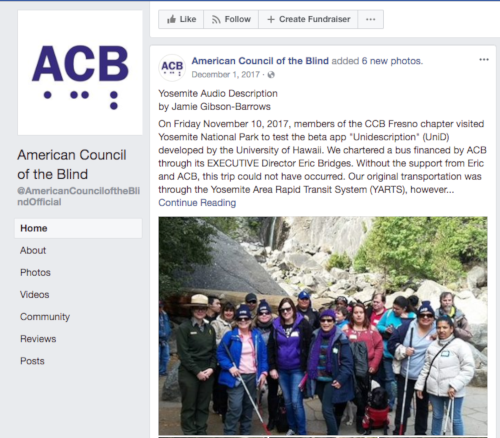 Like
Follow
+ Create Fundraiser
...
ACB
American Council
of the Blind
@AmericanCounciloftheBli
ndOfficial
Home
About
Photos
Videos
Community
Reviews
Posts
ACB
American Council of the Blind added 6 new photos.
December 1, 2017 ·
...
Yosemite Audio Description
by Jamie Gibson-Barrows
On Friday November 10, 2017, members of the CCB Fresno chapter visited
Yosemite National Park to test the beta app "Unidescription" (UniD)
developed by the University of Hawaii. We chartered a bus financed by ACB
through its EXECUTIVE Director Eric Bridges. Without the support from Eric
and ACB, this trip could not have occurred. Our original transportation was
through the Yosemite Area Rapid Transit System (YARTS), however...
Continue Reading